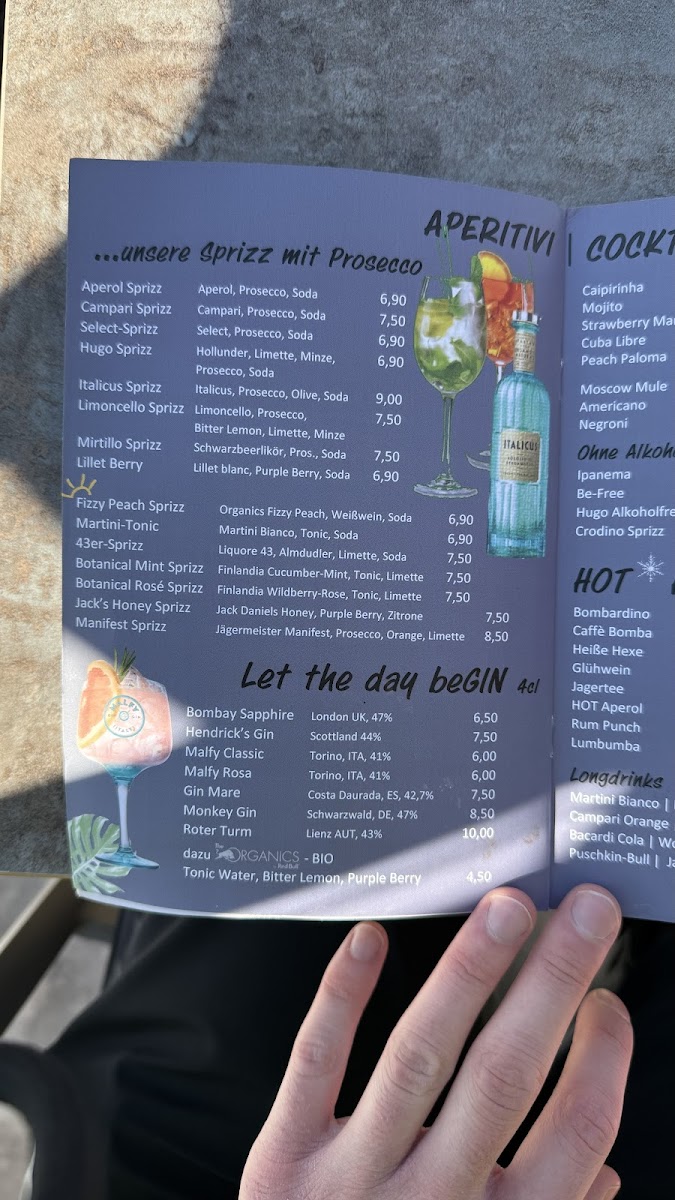 APERITIVI
...unsere Sprizz mit Prosecco
Aperol Sprizz Aperol, Prosecco, Soda 6,90
Campari Sprizz Campari, Prosecco, Soda 7,50
Select-Sprizz Select, Prosecco, Soda 6,90
Hugo Sprizz Hollunder, Limette, Minze, 6,90
Prosecco, Soda
Italicus Sprizz Italicus, Prosecco, Olive, Soda 9,00
Limoncello Sprizz Limoncello, Prosecco, 7,50
Bitter Lemon, Limette, Minze
Mirtillo Sprizz Schwarzbeerlikör, Pros., Soda 7,50
Lillet Berry Lillet blanc, Purple Berry, Soda 6,90
ITALICUS
Fizzy Peach Sprizz Organics Fizzy Peach, Weißwein, Soda 6,90
Martini-Tonic Martini Bianco, Tonic, Soda 6,90
43er-Sprizz Liquore 43, Almdudler, Limette, Soda 7,50
Botanical Mint Sprizz Finlandia Cucumber-Mint, Tonic, Limette 7,50
Botanical Rosé Sprizz Finlandia Wildberry-Rose, Tonic, Limette 7,50
Jack's Honey Sprizz Jack Daniels Honey, Purple Berry, Zitrone 7,50
Manifest Sprizz Jägermeister Manifest, Prosecco, Orange, Limette 8,50
Let the day beGIN 4cl
MALFY
Bombay Sapphire London UK, 47% 6,50
Hendrick's Gin Scottland 44% 7,50
Malfy Classic Torino, ITA, 41% 6,00
Malfy Rosa Torino, ITA, 41% 6,00
Gin Mare Costa Daurada, ES, 42,7% 7,50
Monkey Gin Schwarzwald, DE, 47% 8,50
Roter Turm Lienz AUT, 43% 10,00
dazu The ORGANICS by Red Bull - BIO
Tonic Water, Bitter Lemon, Purple Berry 4,50
| COCKT
Caipirinha
Mojito
Strawberry
Cuba Libre
Peach Paloma
Moscow Mule
Americano
Negroni
Ohne
Ipanema
Be-Free
Hugo
Crodino Sprizz
HOT
Bombardino
Caffè Bomba
Heiße Hexe
Glühwein
Jagertee
HOT Aperol
Rum Punch
Lumbumba
Longdrinks
Martini Bianco |
Campari Orange
Bacardi Cola |
Puschkin-Bull |